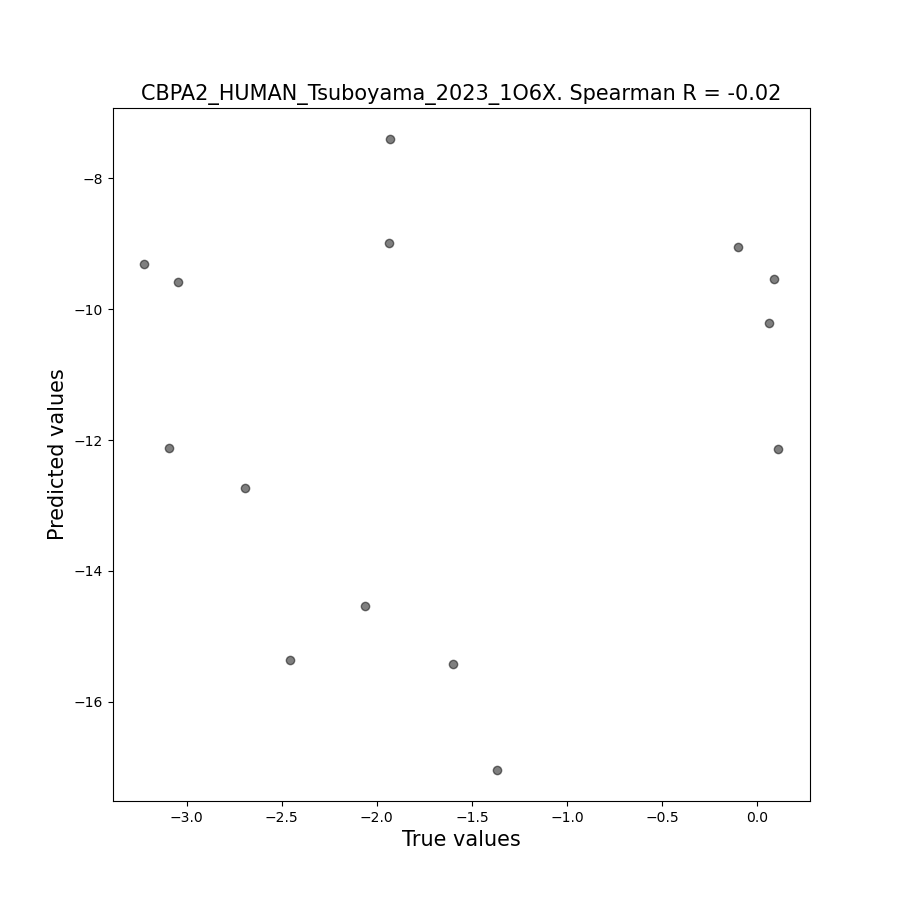 CBPA2_HUMAN_Tsuboyama_2023_1O6X. Spearman R = -0.02
−8
−10
−12
−14
−16
Predicted values
−3.0 −2.5 −2.0 −1.5 −1.0 −0.5 0.0
True values